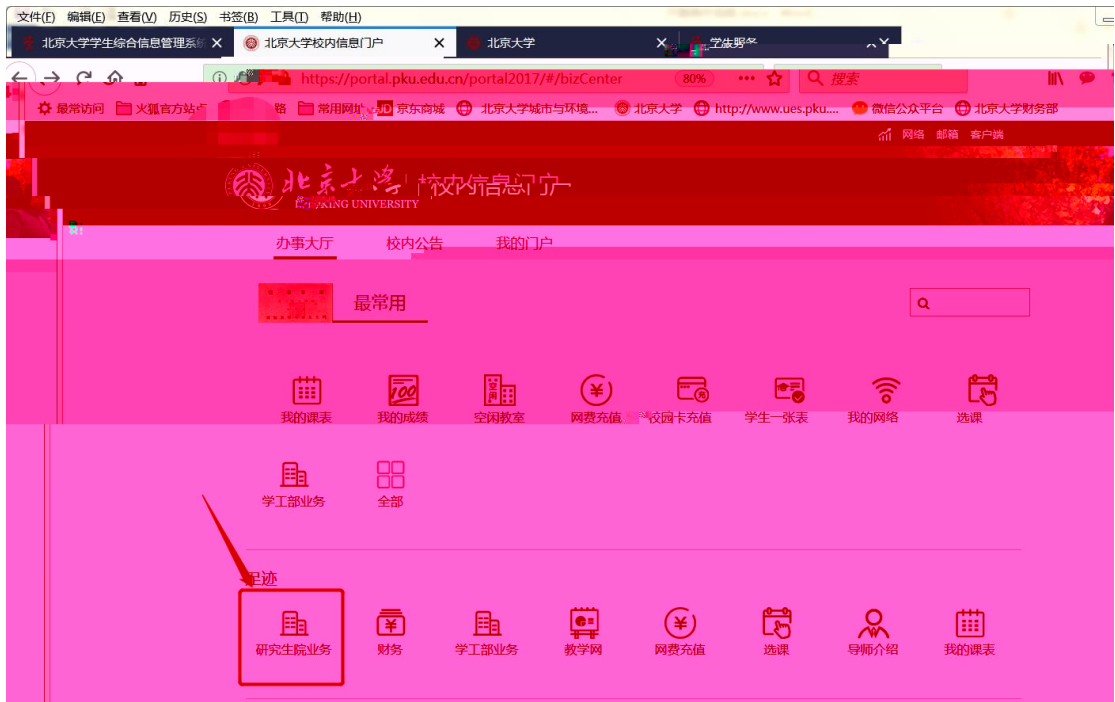 文件(F) 编辑(E) 查看(V) 历史(S) 书签(B) 工具(T) 帮助(H)
北京大学学生综合信息管理系统 北京大学校内信息门户 北京大学
https://portal.pku.edu.cn/portal2017/#/bizCenter 80% 搜索
最常访问 火狐官方站点 常用网址 京东商城 北京大学城市与环境... 北京大学 http://www.ues.pku.... 微信公众平台 北京大学财务部
网络 邮箱 客户端
北京大学 校内信息门户
PEKING UNIVERSITY
办事大厅 校内公告 我的门户
最常用
我的课表 我的成绩 空闲教室 网费充值 校园卡充值 学生一张表 我的网络 选课
学工部业务 全部
足迹
研究生院业务 财务 学工部业务 教学网 网费充值 选课 导师介绍 我的课表